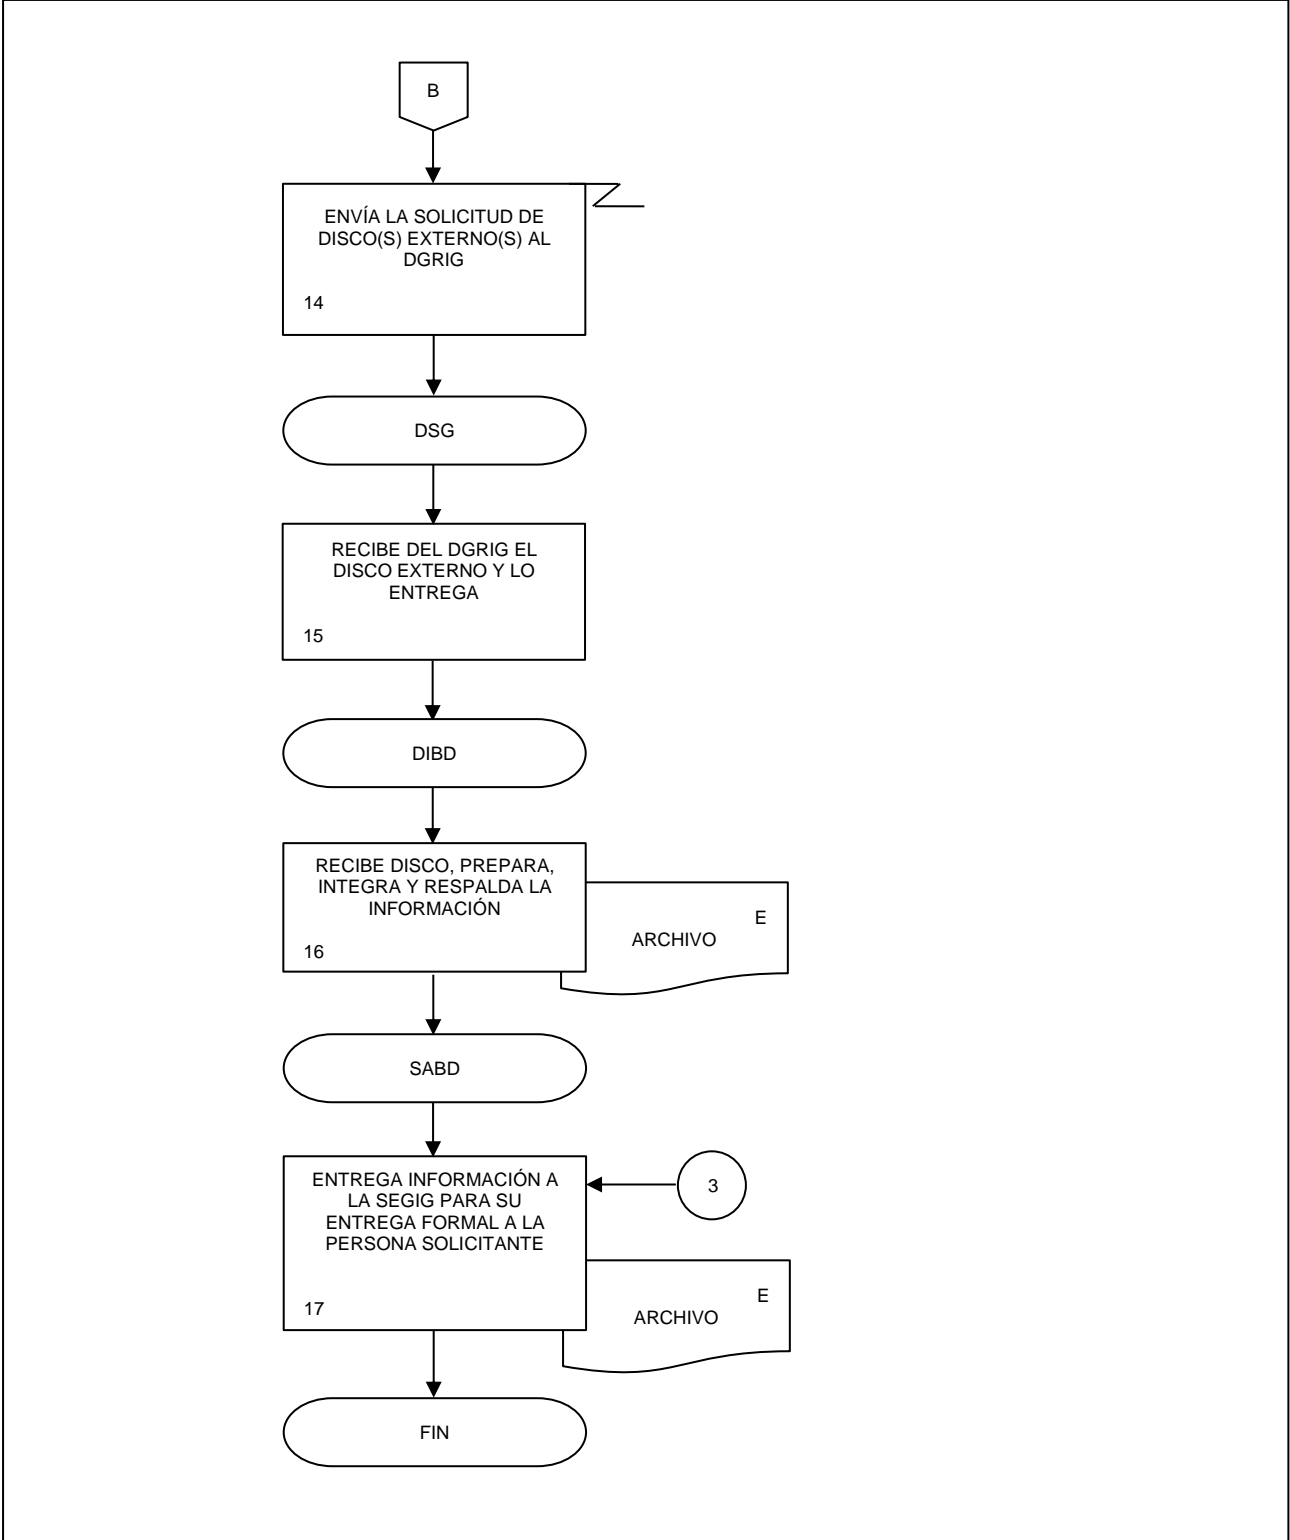 B
ENVÍA LA SOLICITUD DE
DISCO(S) EXTERNO(S) AL
DGRIG
14
DSG
RECIBE DEL DGRIG EL
DISCO EXTERNO Y LO
ENTREGA
15
DIBD
RECIBE DISCO, PREPARA,
INTEGRA Y RESPALDA LA
INFORMACIÓN
16
E
ARCHIVO
SABD
ENTREGA INFORMACIÓN A
LA SEGIG PARA SU
ENTREGA FORMAL A LA
PERSONA SOLICITANTE
17
3
E
ARCHIVO
FIN